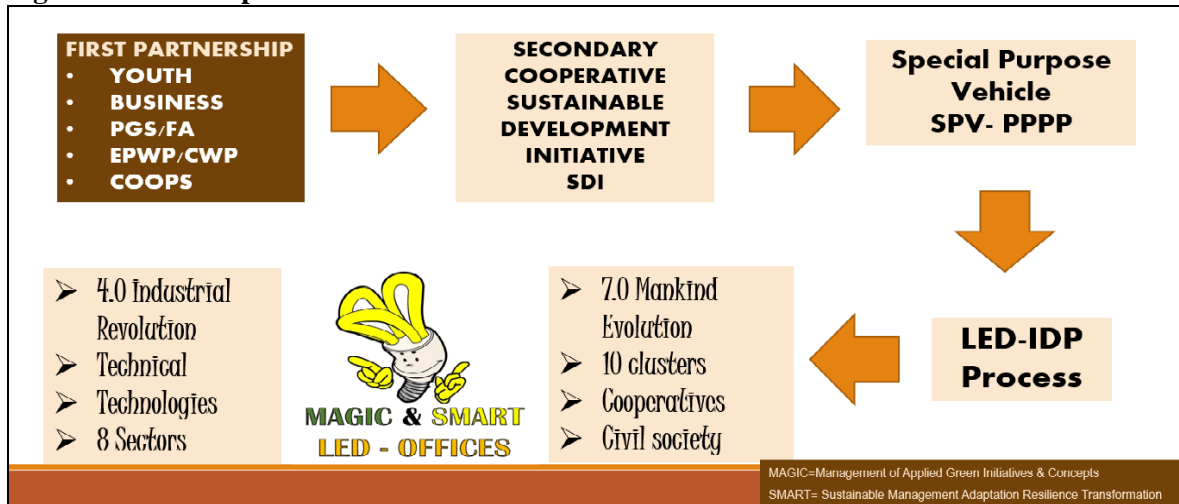 FIRST PARTNERSHIP
• YOUTH
• BUSINESS
• PGS/FA
• EPWP/CWP
• COOPS
SECONDARY
COOPERATIVE
SUSTAINABLE
DEVELOPMENT
INITIATIVE
SDI
Special Purpose
Vehicle
SPV- PPPP
LED-IDP
Process
➢ 7.0 Mankind
Evolution
➢ 10 clusters
➢ Cooperatives
➢ Civil society
MAGIC & SMART
LED - OFFICES
➢ 4.0 Industrial
Revolution
➢ Technical
➢ Technologies
➢ 8 Sectors
MAGIC=Management of Applied Green Initiatives & Concepts
SMART= Sustainable Management Adaptation Resilience Transformation